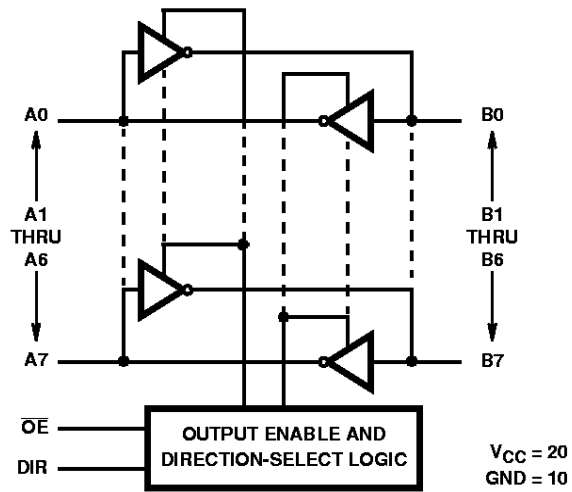 A0
B0
A1
THRU
A6
B1
THRU
B6
A7
B7
O̅E̅
DIR
OUTPUT ENABLE AND
DIRECTION-SELECT LOGIC
VCC = 20
GND = 10